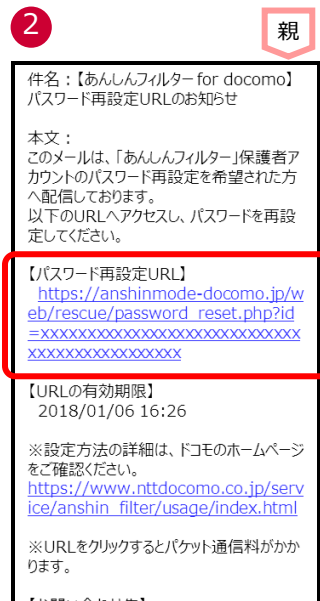 2
親
件名：【あんしんフィルター for docomo】
パスワード再設定URLのお知らせ
本文：
このメールは、「あんしんフィルター」保護者ア
カウントのパスワード再設定を希望された方
へ配信しております。
以下のURLへアクセスし、パスワードを再設
定してください。
【パスワード再設定URL】
https://anshinmode-docomo.jp/w
eb/rescue/password_reset.php?id
=xxxxxxxxxxxxxxxxxxxxxxxxxxxx
xxxxxxxxxxxxxxxxx
【URLの有効期限】
2018/01/06 16:26
※設定方法の詳細は、ドコモのホームページ
をご確認ください。
https://www.nttdocomo.co.jp/serv
ice/anshin_filter/usage/index.html
※URLをクリックするとパケット通信料がかか
ります。